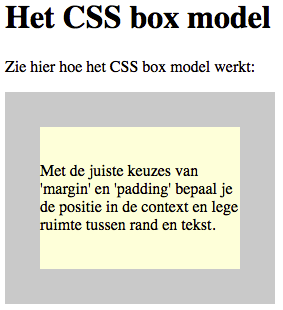 Het CSS box model
Zie hier hoe het CSS box model werkt:
Met de juiste keuzes van
'margin' en 'padding' bepaal je
de positie in de context en lege
ruimte tussen rand en tekst.